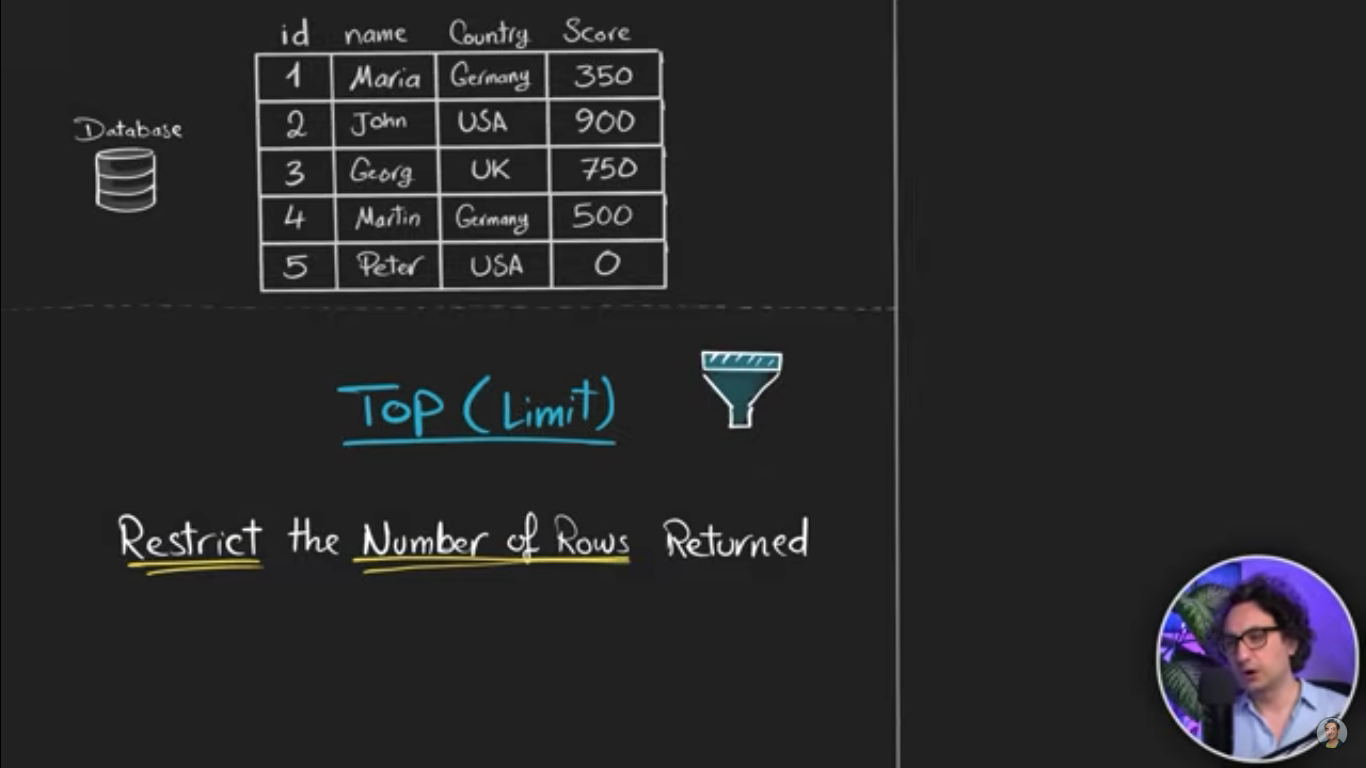 id name Country Score
1 Maria Germany 350
Database
2 John USA 900
3 Georg UK 750
4 Martin Germany 500
5 Peter USA 0
Top (Limit)
Restrict the Number of Rows Returned